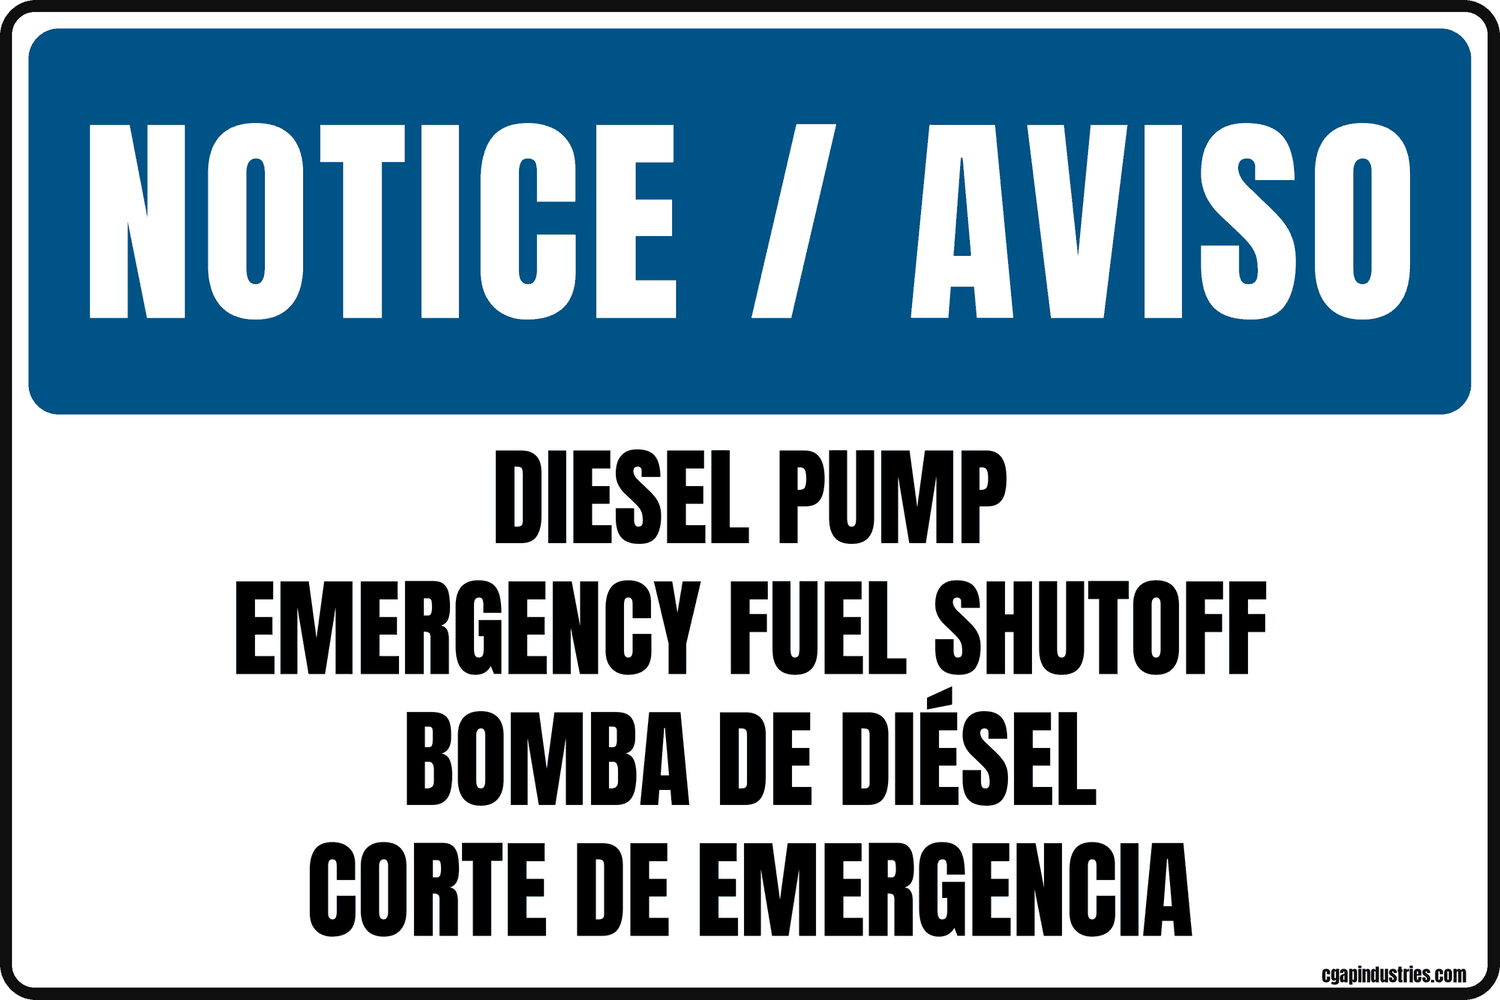 NOTICE / AVISO
DIESEL PUMP
EMERGENCY FUEL SHUTOFF
BOMBA DE DIÉSEL
CORTE DE EMERGENCIA
cgapindustries.com